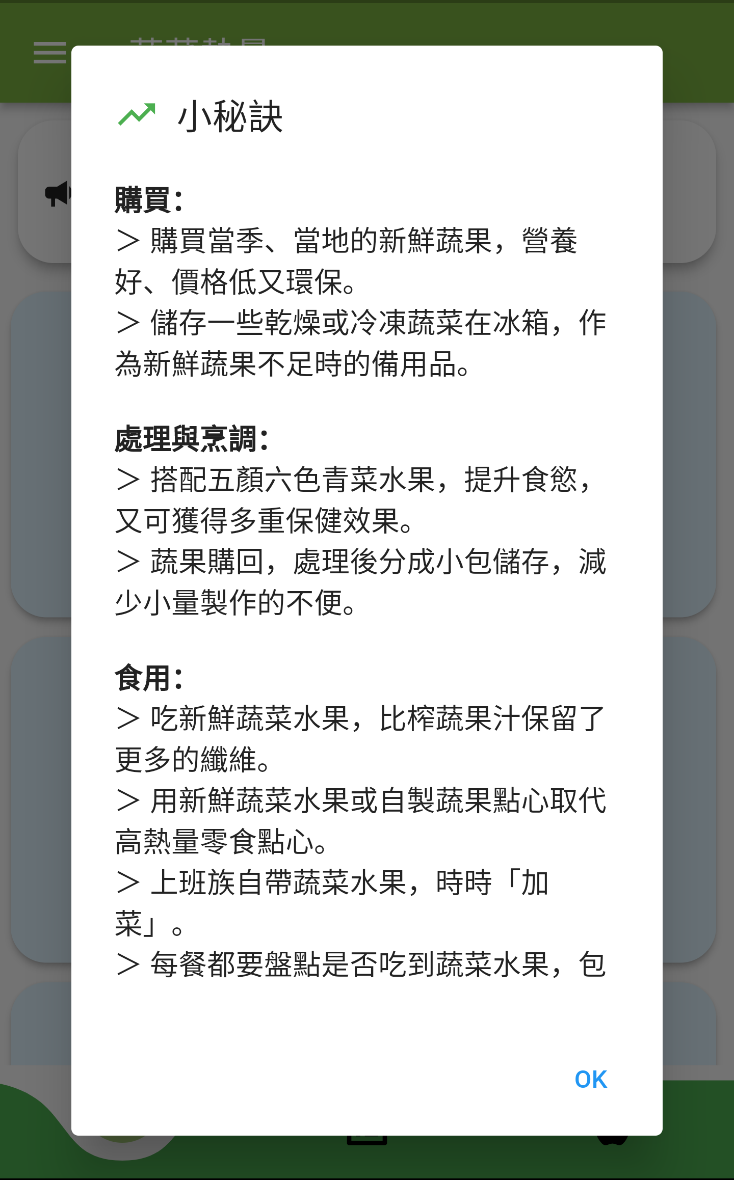 小秘訣
購買：
＞ 購買當季、當地的新鮮蔬果，營養
好、價格低又環保。
＞ 儲存一些乾燥或冷凍蔬菜在冰箱，作
為新鮮蔬果不足時的備用品。
處理與烹調：
＞ 搭配五顏六色青菜水果，提升食慾，
又可獲得多重保健效果。
＞ 蔬果購回，處理後分成小包儲存，減
少小量製作的不便。
食用：
＞ 吃新鮮蔬菜水果，比榨蔬果汁保留了
更多的纖維。
＞ 用新鮮蔬菜水果或自製蔬果點心取代
高熱量零食點心。
＞ 上班族自帶蔬菜水果，時時「加
菜」。
＞ 每餐都要盤點是否吃到蔬菜水果，包
OK